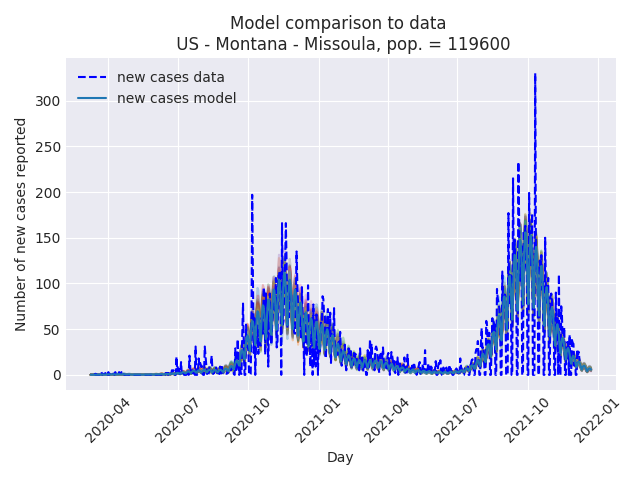 Model comparison to data
US - Montana - Missoula, pop. = 119600
new cases data
new cases model
Number of new cases reported
300
250
200
150
100
50
0
2020-04
2020-07
2020-10
2021-01
2021-04
2021-07
2021-10
2022-01
Day